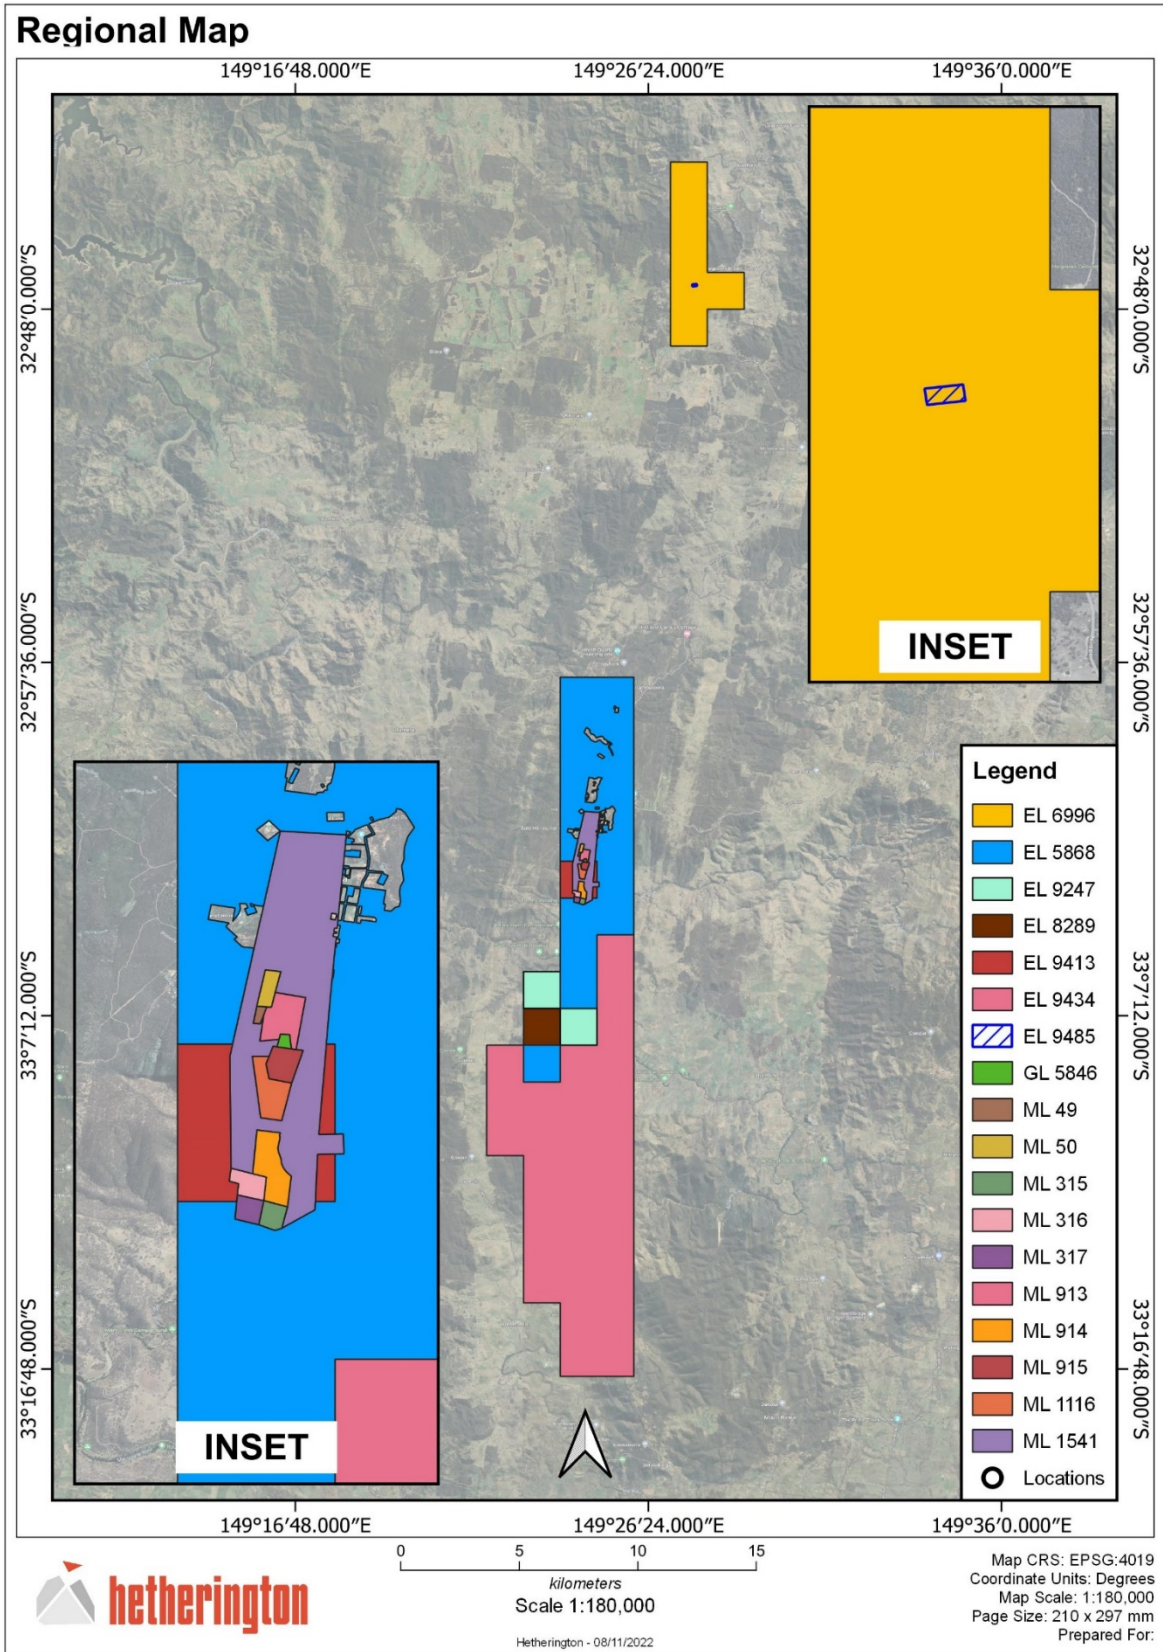 Regional Map
149°16′48.000″E
149°26′24.000″E
149°36′0.000″E
32°48′0.000″S
32°48′0.000″S
INSET
32°57′36.000″S
32°57′36.000″S
Legend
EL 6996
EL 5868
EL 9247
EL 8289
EL 9413
EL 9434
EL 9485
GL 5846
ML 49
ML 50
ML 315
ML 316
ML 317
ML 913
ML 914
ML 915
ML 1116
ML 1541
Locations
33°7′12.000″S
33°7′12.000″S
33°16′48.000″S
33°16′48.000″S
INSET
149°16′48.000″E
149°26′24.000″E
149°36′0.000″E
hetherington
0 5 10 15
kilometers
Scale 1:180,000
Hetherington - 08/11/2022
Map CRS: EPSG:4019
Coordinate Units: Degrees
Map Scale: 1:180,000
Page Size: 210 x 297 mm
Prepared For: